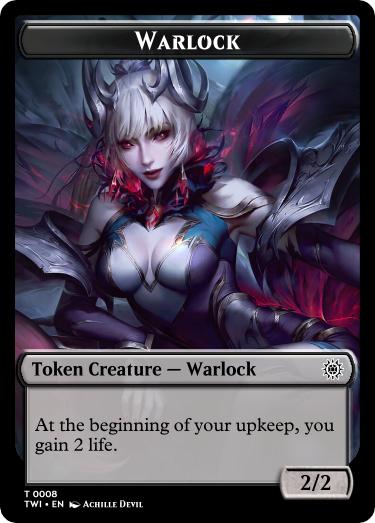 Warlock
Token Creature — Warlock
At the beginning of your upkeep, you
gain 2 life.
2/2
T 0008
TWI • EN Achille Devil